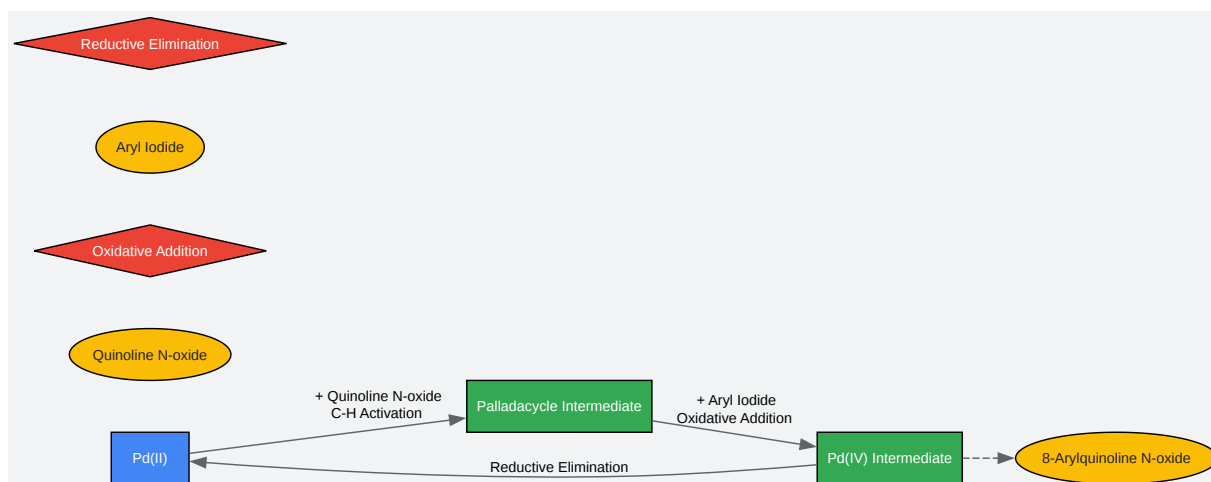 Reductive Elimination
Aryl Iodide
Oxidative Addition
Quinoline N-oxide
+ Quinoline N-oxide
C-H Activation
Palladacycle Intermediate
+ Aryl Iodide
Oxidative Addition
Pd(II)
Reductive Elimination
Pd(IV) Intermediate
8-Arylquinoline N-oxide